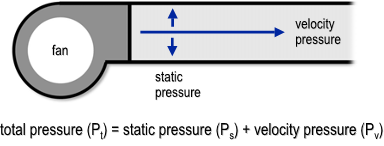 fan
velocity
pressure
static
pressure
total pressure (Pt) = static pressure (Ps) + velocity pressure (Pv)